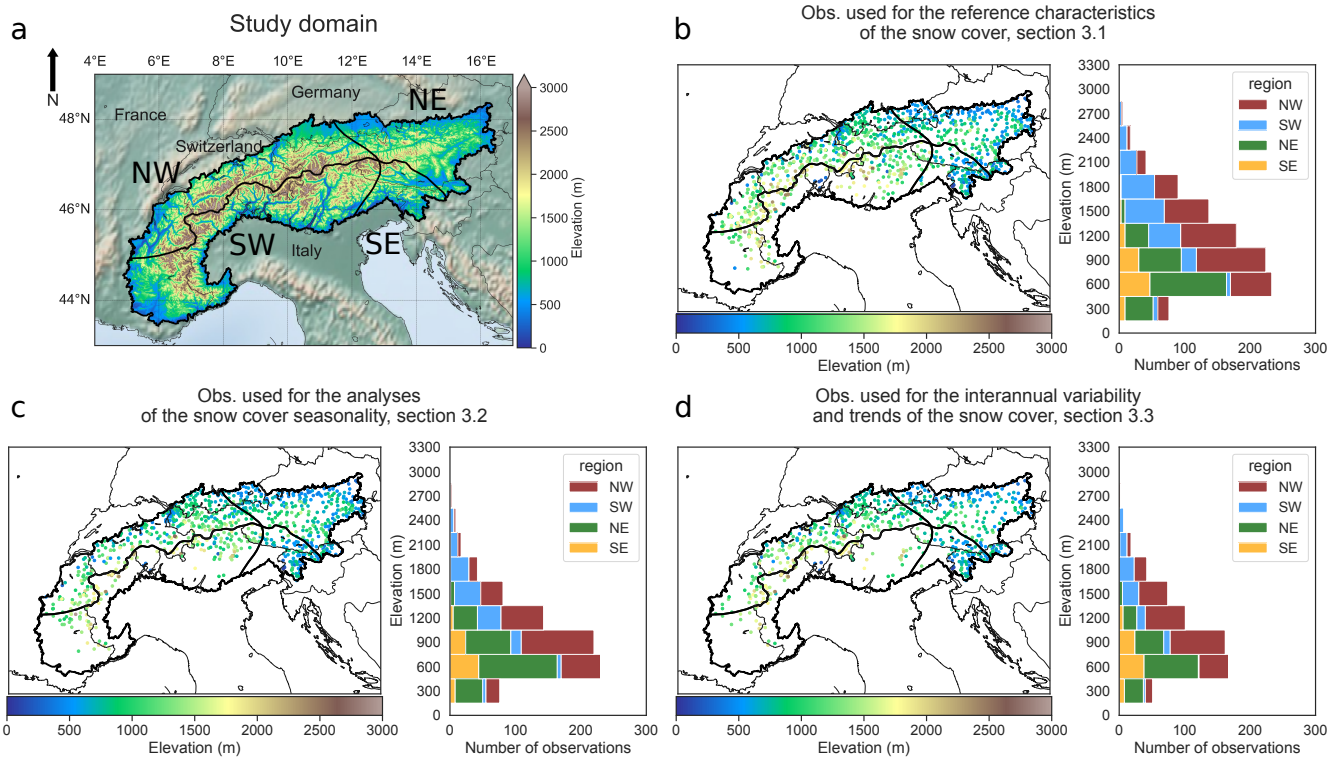 a
Study domain
4°E 6°E 8°E 10°E 12°E 14°E 16°E
N
48°N
46°N
44°N
France
Germany
Switzerland
Italy
NW
NE
SW
SE
3000
2500
2000
1500
1000
500
0
Elevation (m)
b
Obs. used for the reference characteristics
of the snow cover, section 3.1
0 500 1000 1500 2000 2500 3000
Elevation (m)
3300
3000
2700
2400
2100
1800
1500
1200
900
600
300
0
Elevation (m)
region
NW
SW
NE
SE
0 100 200 300
Number of observations
c
Obs. used for the analyses
of the snow cover seasonality, section 3.2
0 500 1000 1500 2000 2500 3000
Elevation (m)
3300
3000
2700
2400
2100
1800
1500
1200
900
600
300
0
Elevation (m)
region
NW
SW
NE
SE
0 100 200 300
Number of observations
d
Obs. used for the interannual variability
and trends of the snow cover, section 3.3
0 500 1000 1500 2000 2500 3000
Elevation (m)
3300
3000
2700
2400
2100
1800
1500
1200
900
600
300
0
Elevation (m)
region
NW
SW
NE
SE
0 100 200 300
Number of observations